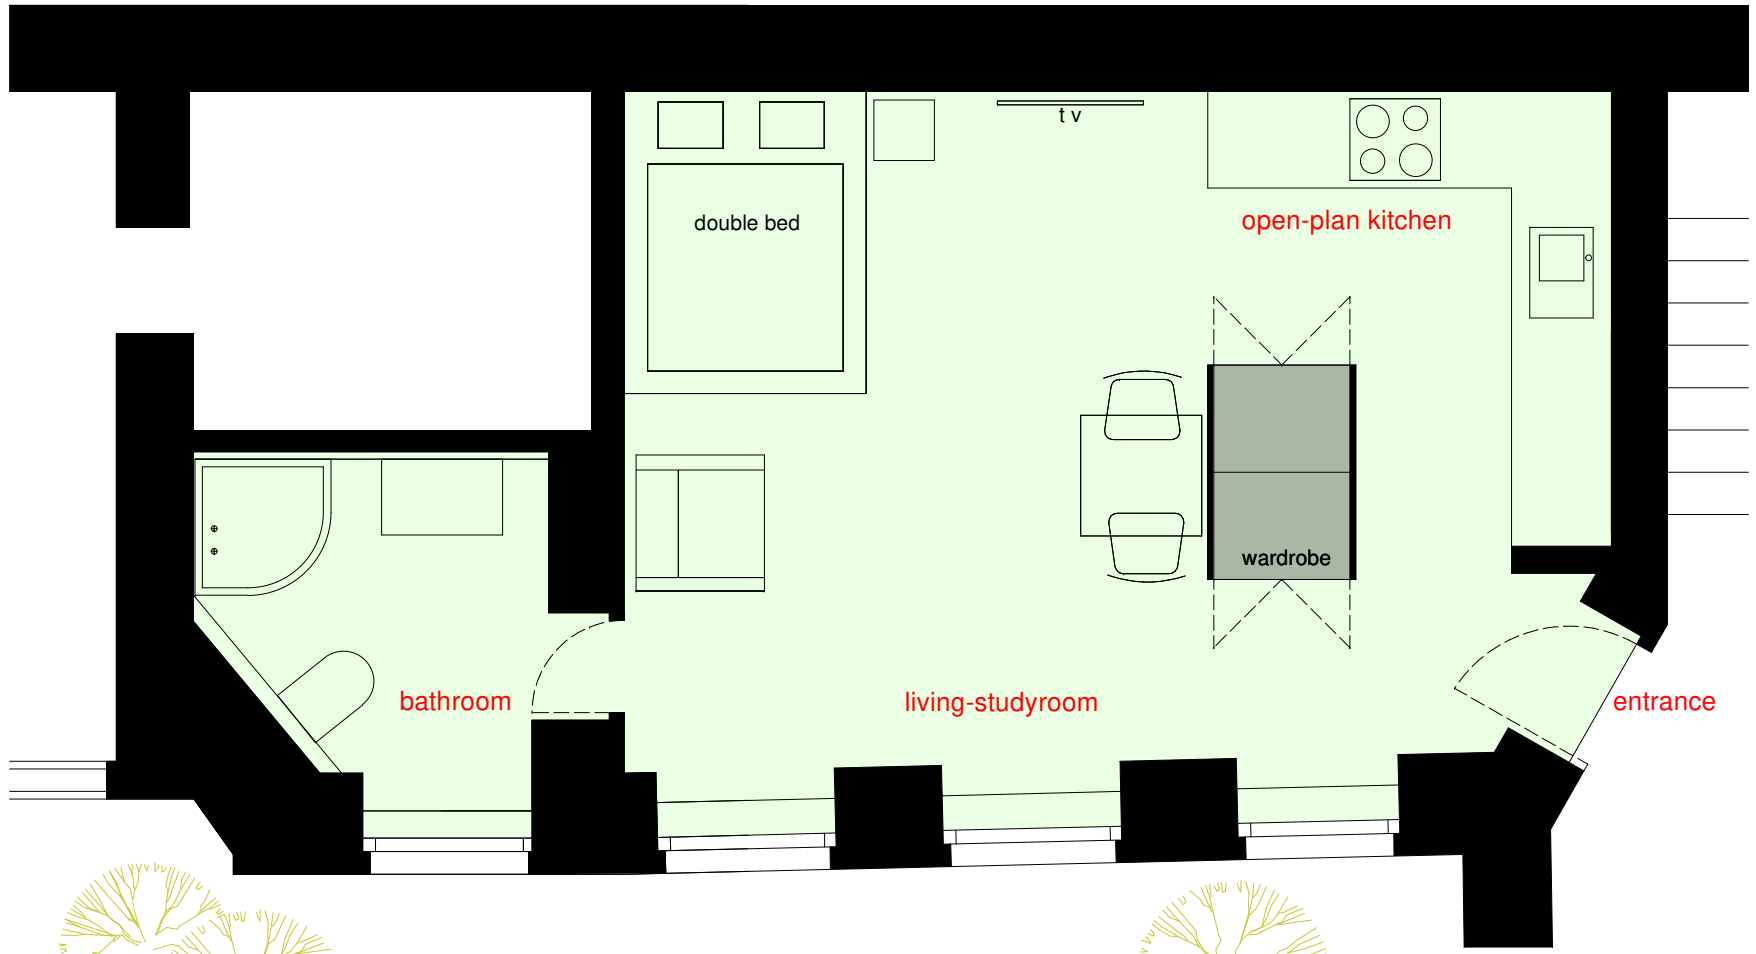 t v
double bed
open-plan kitchen
wardrobe
bathroom
living-studyroom
entrance